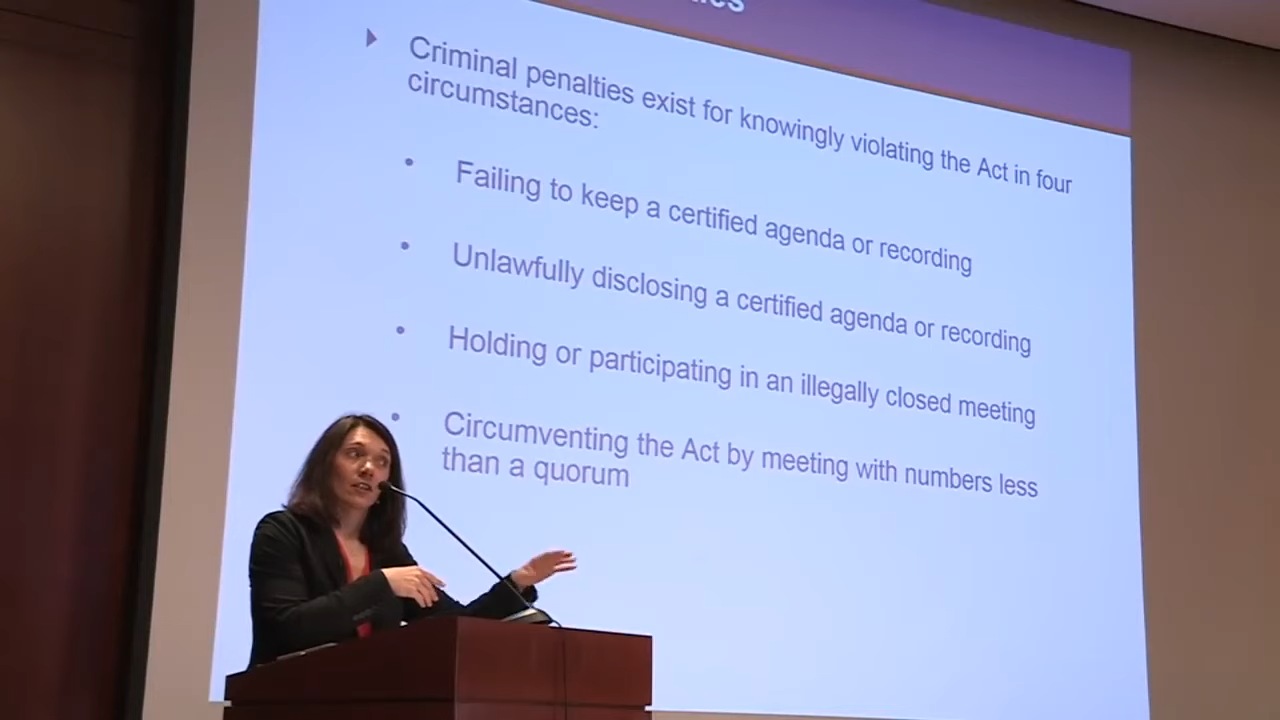 Criminal penalties exist for knowingly violating the Act in four
circumstances:
Failing to keep a certified agenda or recording
Unlawfully disclosing a certified agenda or recording
Holding or participating in an illegally closed meeting
Circumventing the Act by meeting with numbers less
than a quorum